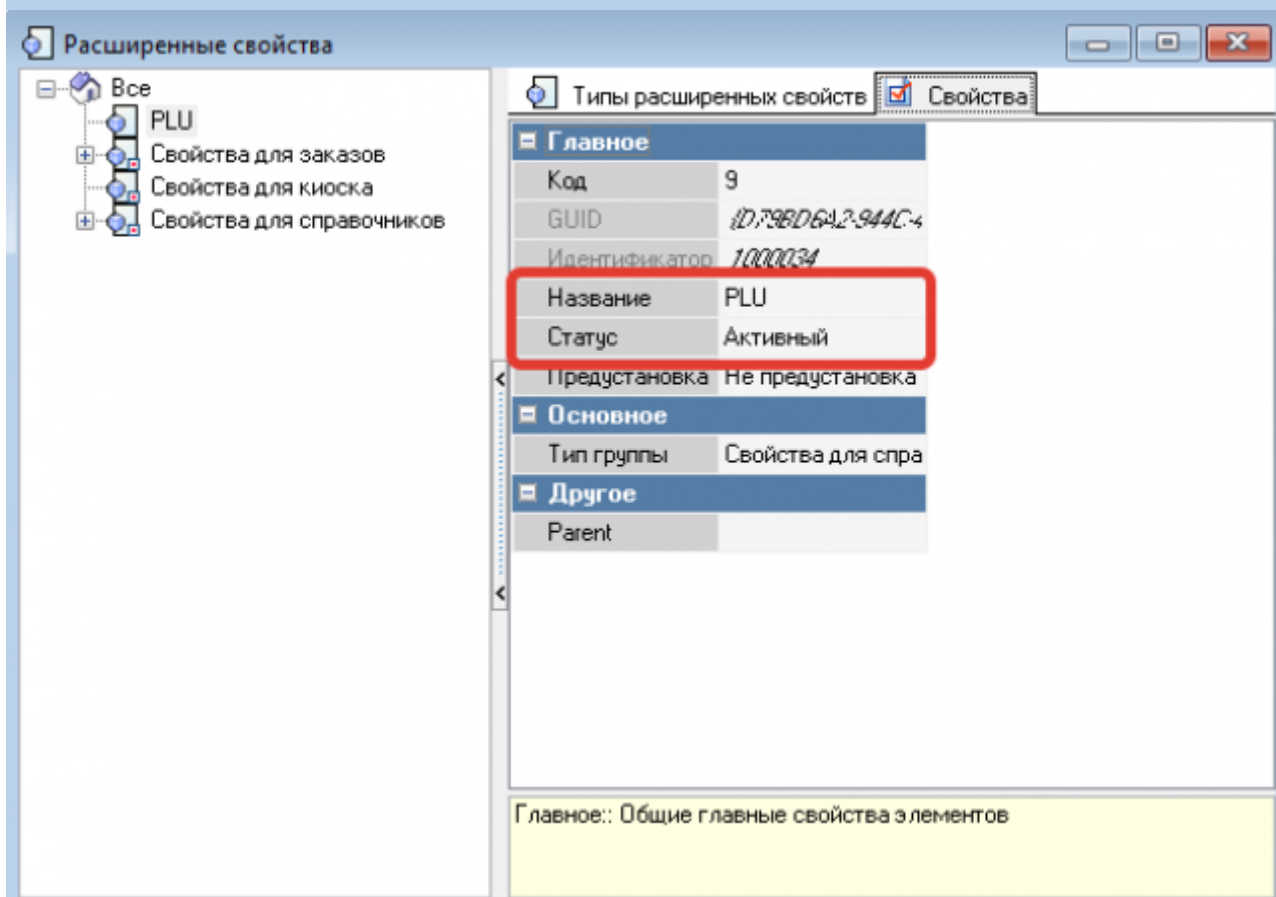 Расширенные свойства
Все
PLU
Свойства для заказов
Свойства для киоска
Свойства для справочников
Типы расширенных свойств Свойства
Главное
Код 9
GUID {D79BD6A2-944C-4
Идентификатор 1000034
Название PLU
Статус Активный
Предустановка Не предустановка
Основное
Тип группы Свойства для спра
Другое
Parent
Главное:: Общие главные свойства элементов